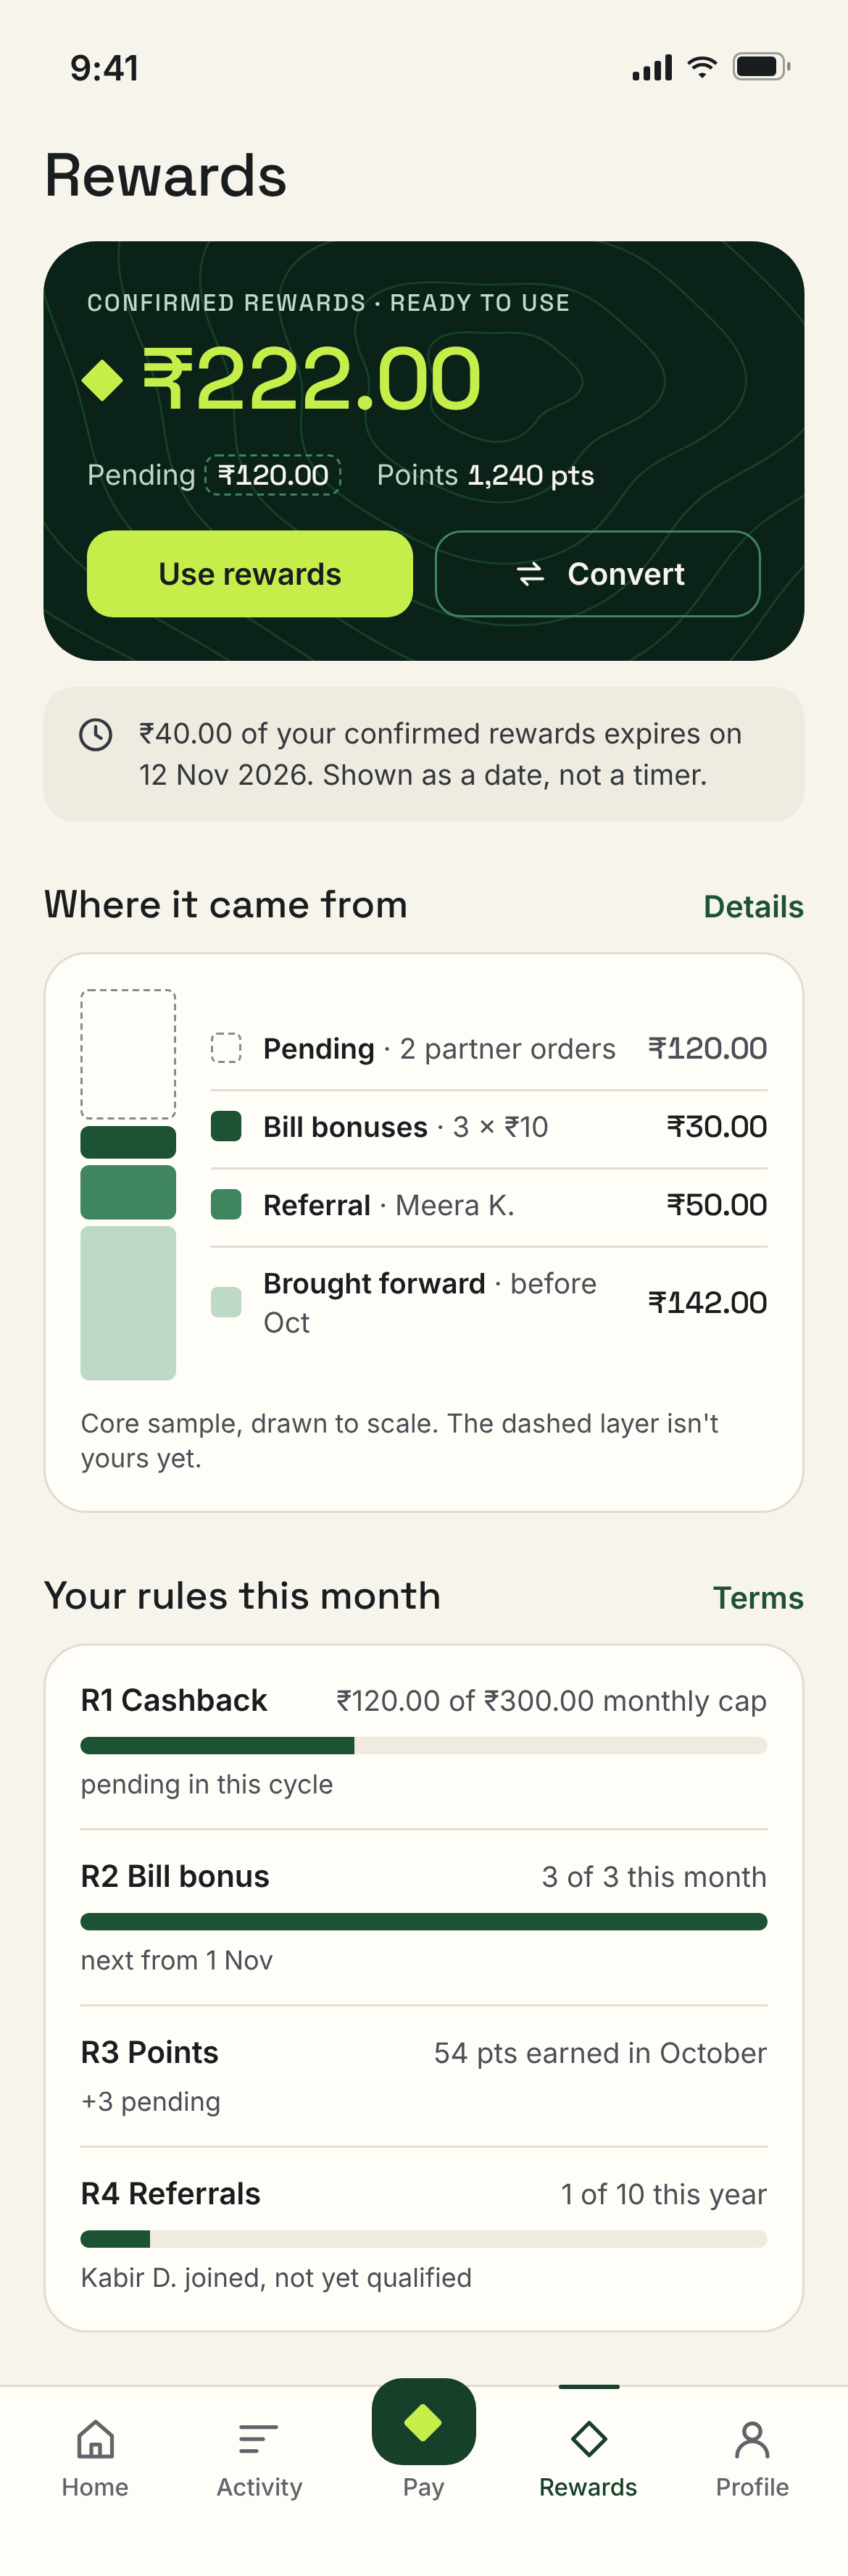 9:41
Rewards
CONFIRMED REWARDS · READY TO USE
₹222.00
Pending ₹120.00 Points 1,240 pts
Use rewards
Convert
₹40.00 of your confirmed rewards expires on
12 Nov 2026. Shown as a date, not a timer.
Where it came from
Details
Pending · 2 partner orders ₹120.00
Bill bonuses · 3 × ₹10 ₹30.00
Referral · Meera K. ₹50.00
Brought forward · before
Oct
₹142.00
Core sample, drawn to scale. The dashed layer isn't
yours yet.
Your rules this month
Terms
R1 Cashback ₹120.00 of ₹300.00 monthly cap
pending in this cycle
R2 Bill bonus 3 of 3 this month
next from 1 Nov
R3 Points 54 pts earned in October
+3 pending
R4 Referrals 1 of 10 this year
Kabir D. joined, not yet qualified
Home Activity Pay Rewards Profile